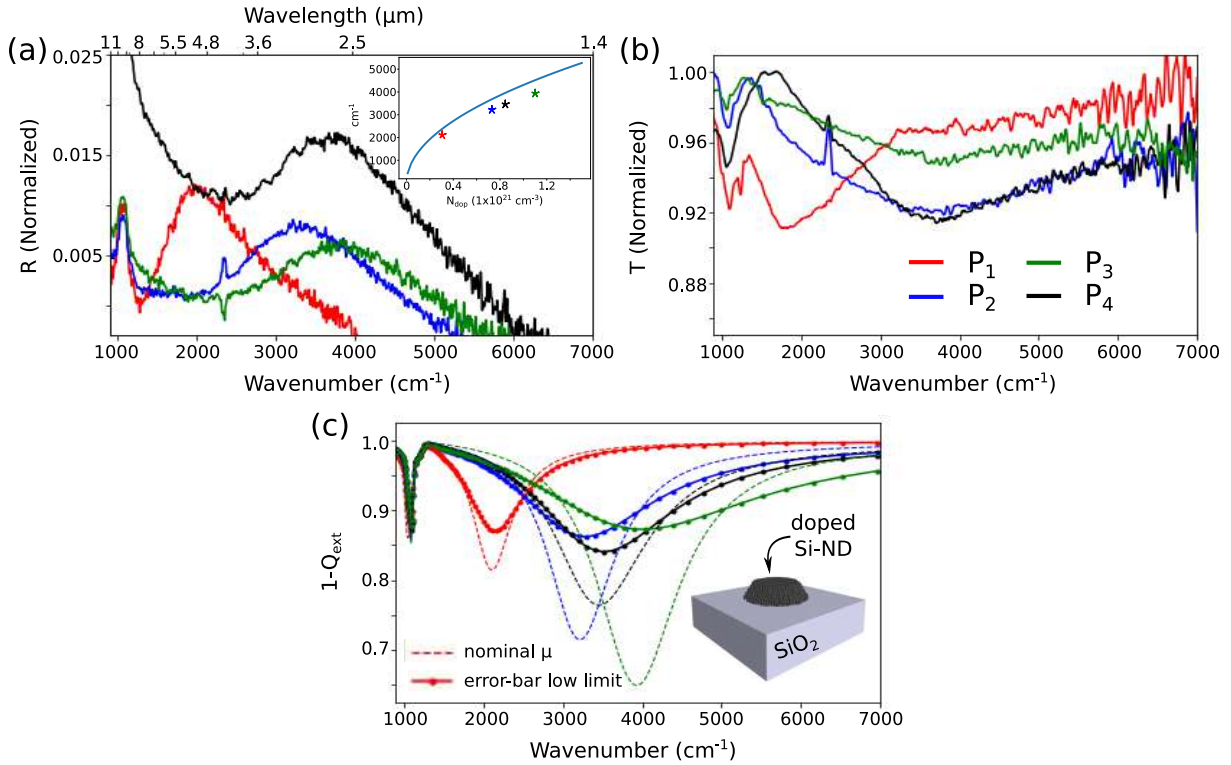 Wavelength (μm)
(a)
11 8 5.5 4.8 3.6 2.5 1.4
0.025
0.015
0.005
R (Normalized)
5000
4000
3000
2000
1000
cm-1
0 0.4 0.8 1.2
Ndop (1x10^21 cm-3)
1000 2000 3000 4000 5000 6000 7000
Wavenumber (cm-1)
(b)
1.00
0.96
0.92
0.88
T (Normalized)
P1 P3
P2 P4
1000 2000 3000 4000 5000 6000 7000
Wavenumber (cm-1)
(c)
1.0
0.9
0.8
0.7
1-Qext
doped
Si-ND
SiO2
nominal μ
error-bar low limit
1000 2000 3000 4000 5000 6000 7000
Wavenumber (cm-1)